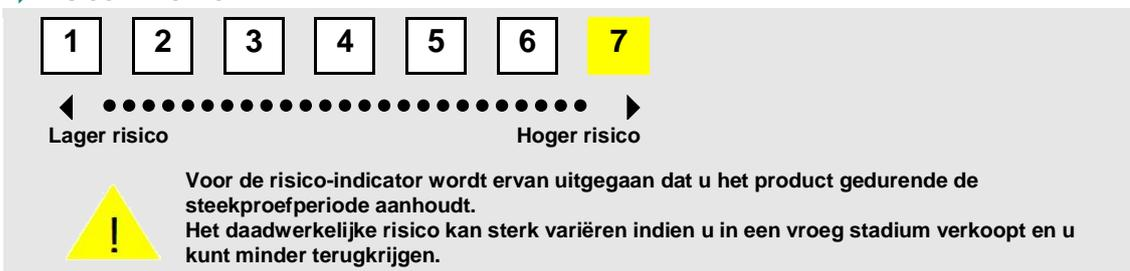 1 2 3 4 5 6 7
Lager risico Hoger risico
Voor de risico-indicator wordt ervan uitgegaan dat u het product gedurende de
steekproefperiode aanhoudt.
!
Het daadwerkelijke risico kan sterk variëren indien u in een vroeg stadium verkoopt en u
kunt minder terugkrijgen.